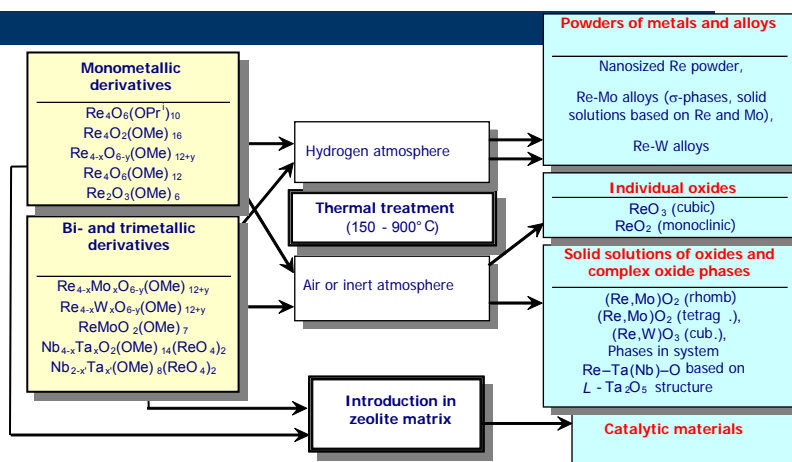 Monometallic
derivatives
Re₄O₆(OPrⁱ)₁₀
Re₄O₂(OMe) ₁₆
Re₄₋ₓO₆₋ᵧ(OMe) ₁₂₊ᵧ
Re₄O₆(OMe) ₁₂
Re₂O₃(OMe) ₆
Bi- and trimetallic
derivatives
Re₄₋ₓMoₓO₆₋ᵧ(OMe) ₁₂₊ᵧ
Re₄₋ₓWₓO₆₋ᵧ(OMe) ₁₂₊ᵧ
ReMoO ₂(OMe) ₇
Nb₄₋ₓTaₓO₂(OMe) ₁₄(ReO₄)₂
Nb₂₋ₓ'Taₓ'(OMe) ₈(ReO₄)₂
Hydrogen atmosphere
Thermal treatment
(150 - 900°C)
Air or inert atmosphere
Introduction in
zeolite matrix
Powders of metals and alloys
Nanosized Re powder,
Re-Mo alloys (σ-phases, solid
solutions based on Re and Mo),
Re-W alloys
Individual oxides
ReO₃ (cubic)
ReO₂ (monoclinic)
Solid solutions of oxides and
complex oxide phases
(Re,Mo)O₂ (rhomb)
(Re,Mo)O₂ (tetrag .),
(Re,W)O₃ (cub.),
Phases in system
Re–Ta(Nb)–O based on
L - Ta₂O₅ structure
Catalytic materials